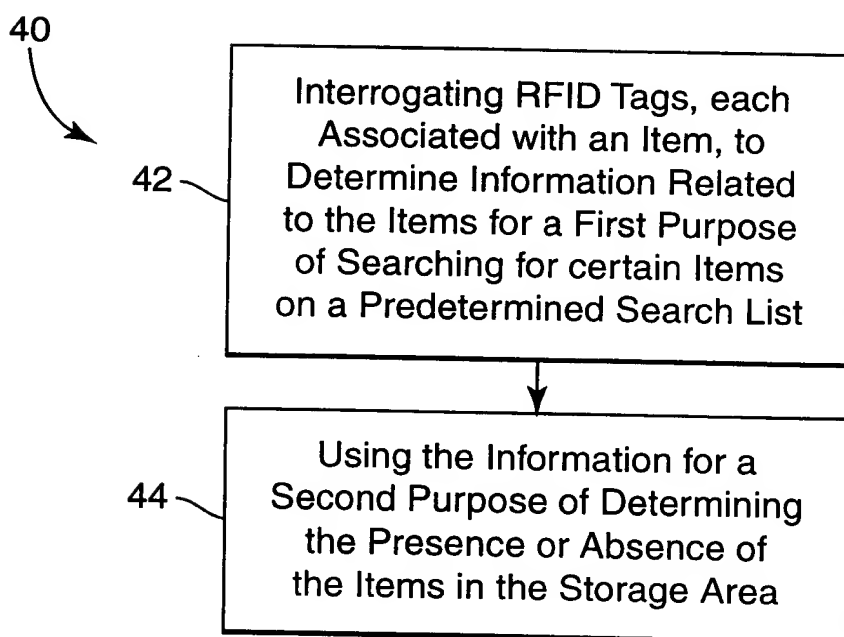 40
42
Interrogating RFID Tags, each
Associated with an Item, to
Determine Information Related
to the Items for a First Purpose
of Searching for certain Items
on a Predetermined Search List
44
Using the Information for a
Second Purpose of Determining
the Presence or Absence of
the Items in the Storage Area